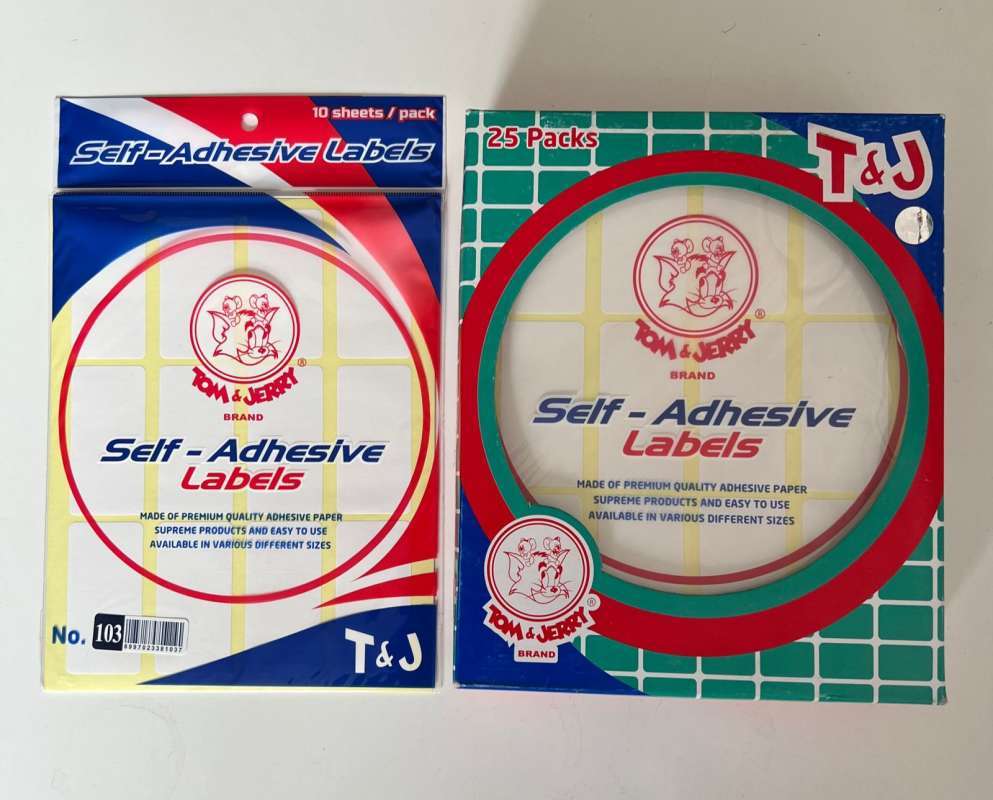 10 sheets / pack
Self-Adhesive Labels
TOM & JERRY®
BRAND
Self-Adhesive
Labels
MADE OF PREMIUM QUALITY ADHESIVE PAPER
SUPREME PRODUCTS AND EASY TO USE
AVAILABLE IN VARIOUS DIFFERENT SIZES
No. 103
8997023381037
T&J
25 Packs
T&J
TOM & JERRY®
BRAND
Self-Adhesive
Labels
MADE OF PREMIUM QUALITY ADHESIVE PAPER
SUPREME PRODUCTS AND EASY TO USE
AVAILABLE IN VARIOUS DIFFERENT SIZES
TOM & JERRY®
BRAND